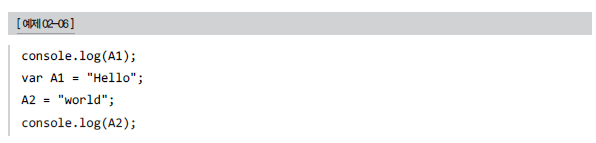 [예제 02-06]
console.log(A1);
var A1 = "Hello";
A2 = "world";
console.log(A2);